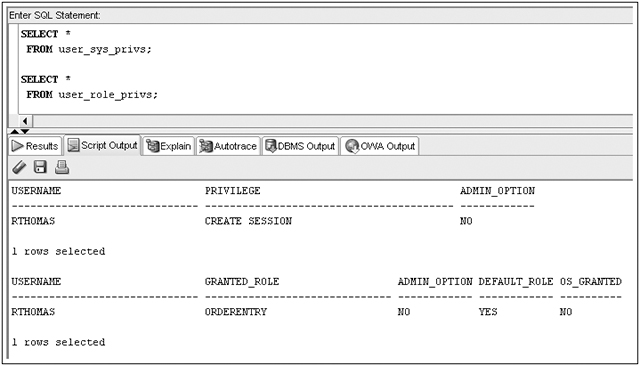 Enter SQL Statement:
SELECT *
FROM user_sys_privs;
SELECT *
FROM user_role_privs;
Results Script Output Explain Autotrace DBMS Output OWA Output
USERNAME PRIVILEGE ADMIN_OPTION
------------------------------ ---------------------------------------- ------------
RTHOMAS CREATE SESSION NO
1 rows selected
USERNAME GRANTED_ROLE ADMIN_OPTION DEFAULT_ROLE OS_GRANTED
------------------------------ ------------------------------ ------------ ------------ ----------
RTHOMAS ORDERENTRY NO YES NO
1 rows selected